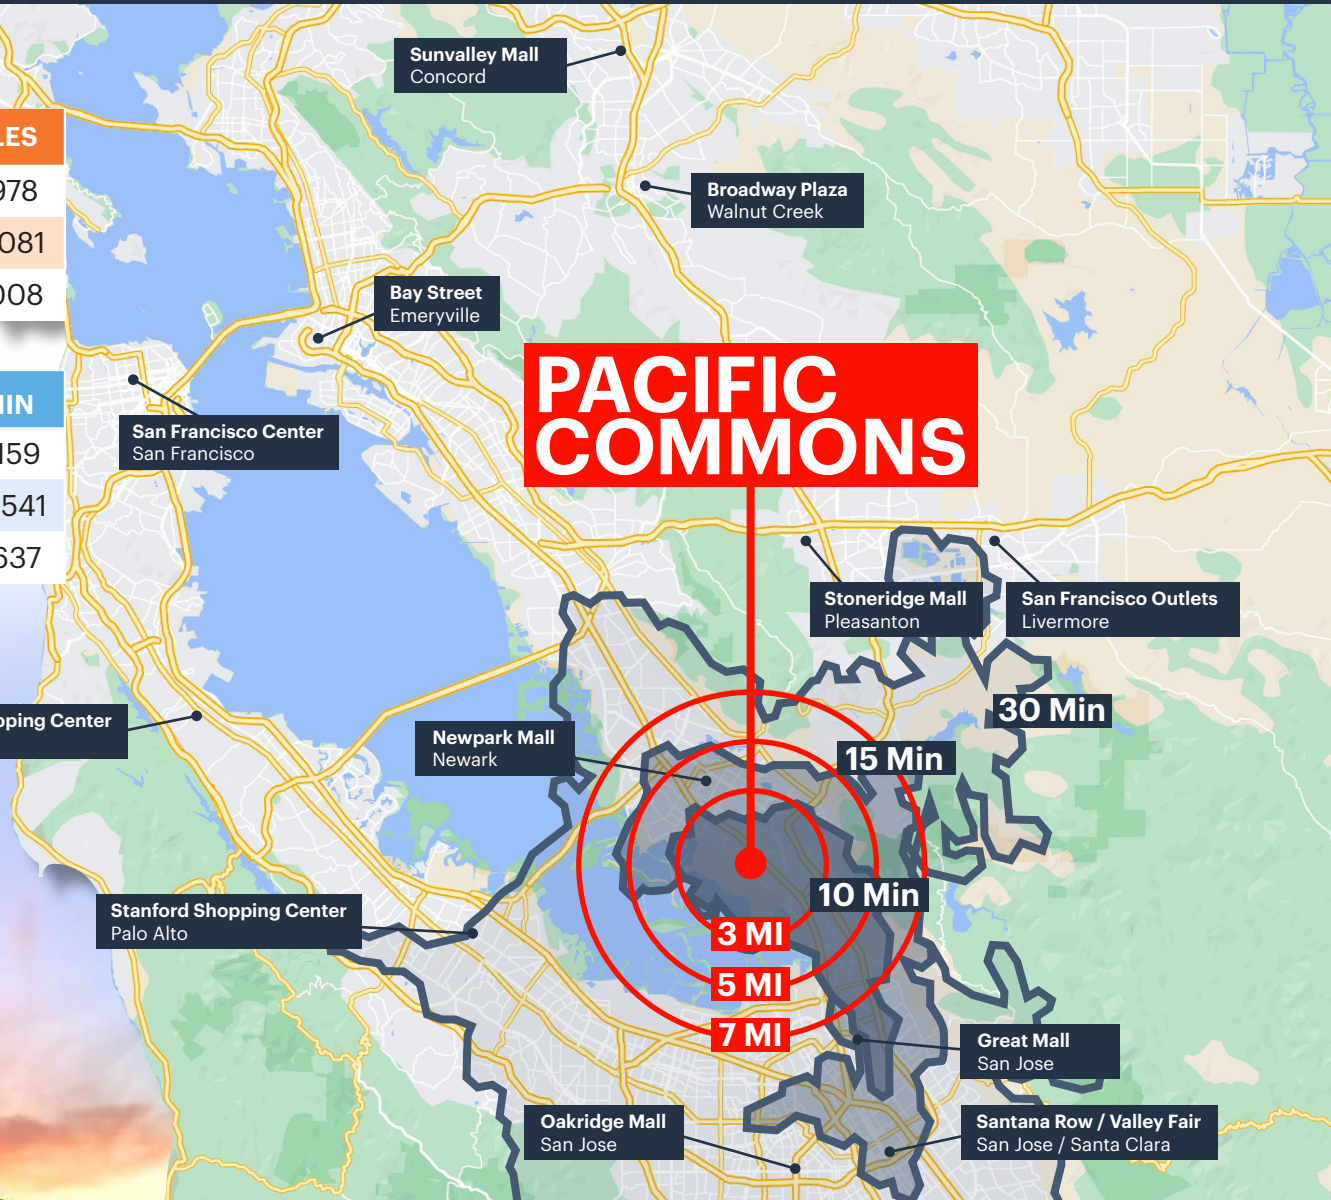 Sunvalley Mall
Concord
LES
978
081
008
Broadway Plaza
Walnut Creek
Bay Street
Emeryville
PACIFIC
COMMONS
IIN
159
541
637
San Francisco Center
San Francisco
Stoneridge Mall
Pleasanton
San Francisco Outlets
Livermore
30 Min
pping Center
Newpark Mall
Newark
15 Min
10 Min
Stanford Shopping Center
Palo Alto
3 MI
5 MI
7 MI
Great Mall
San Jose
Oakridge Mall
San Jose
Santana Row / Valley Fair
San Jose / Santa Clara